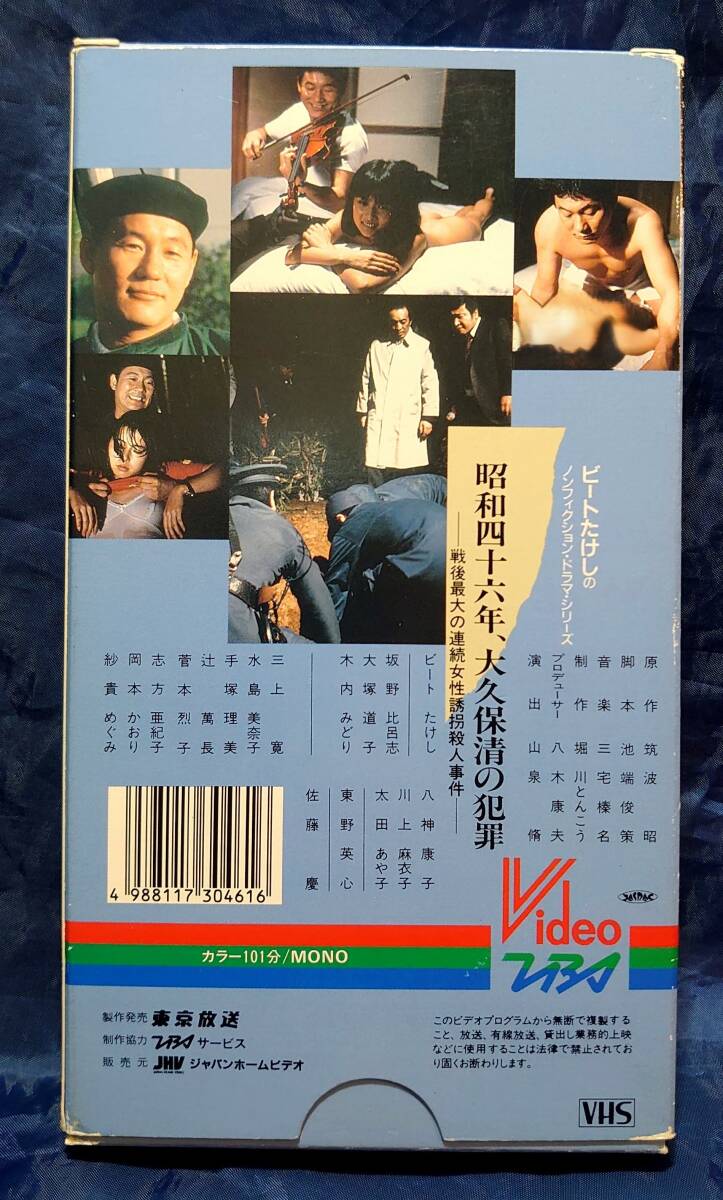 ビートたけしの
ノンフィクション・ドラマ・シリーズ
昭和四十六年、大久保清の犯罪
──戦後最大の連続女性誘拐殺人事件──
原作 筑波 昭
脚本 池端俊策
音楽 三宅榛名
制作 堀川とんこう
プロデューサー 八木康夫
演出 山泉 脩
ビート たけし
坂野 比呂志
大塚 道子
木内 みどり
三上 寛
水島 美奈子
手塚 理美
辻 萬長
菅本 烈子
志方 亜紀子
岡本 かおり
紗貴 めぐみ
八神 康子
川上 麻衣子
太田 あや子
東野 英心
佐藤 慶
4 988117 304616
JASRAC
Video
TBS
カラー101分/MONO
製作発売 東京放送
制作協力 TBSサービス
販売元 JHV ジャパンホームビデオ
このビデオプログラムから無断で複製する
こと、放送、有線放送、貸出し業務的上映
などに使用することは法律で禁止されてお
り固くお断わりします。
VHS